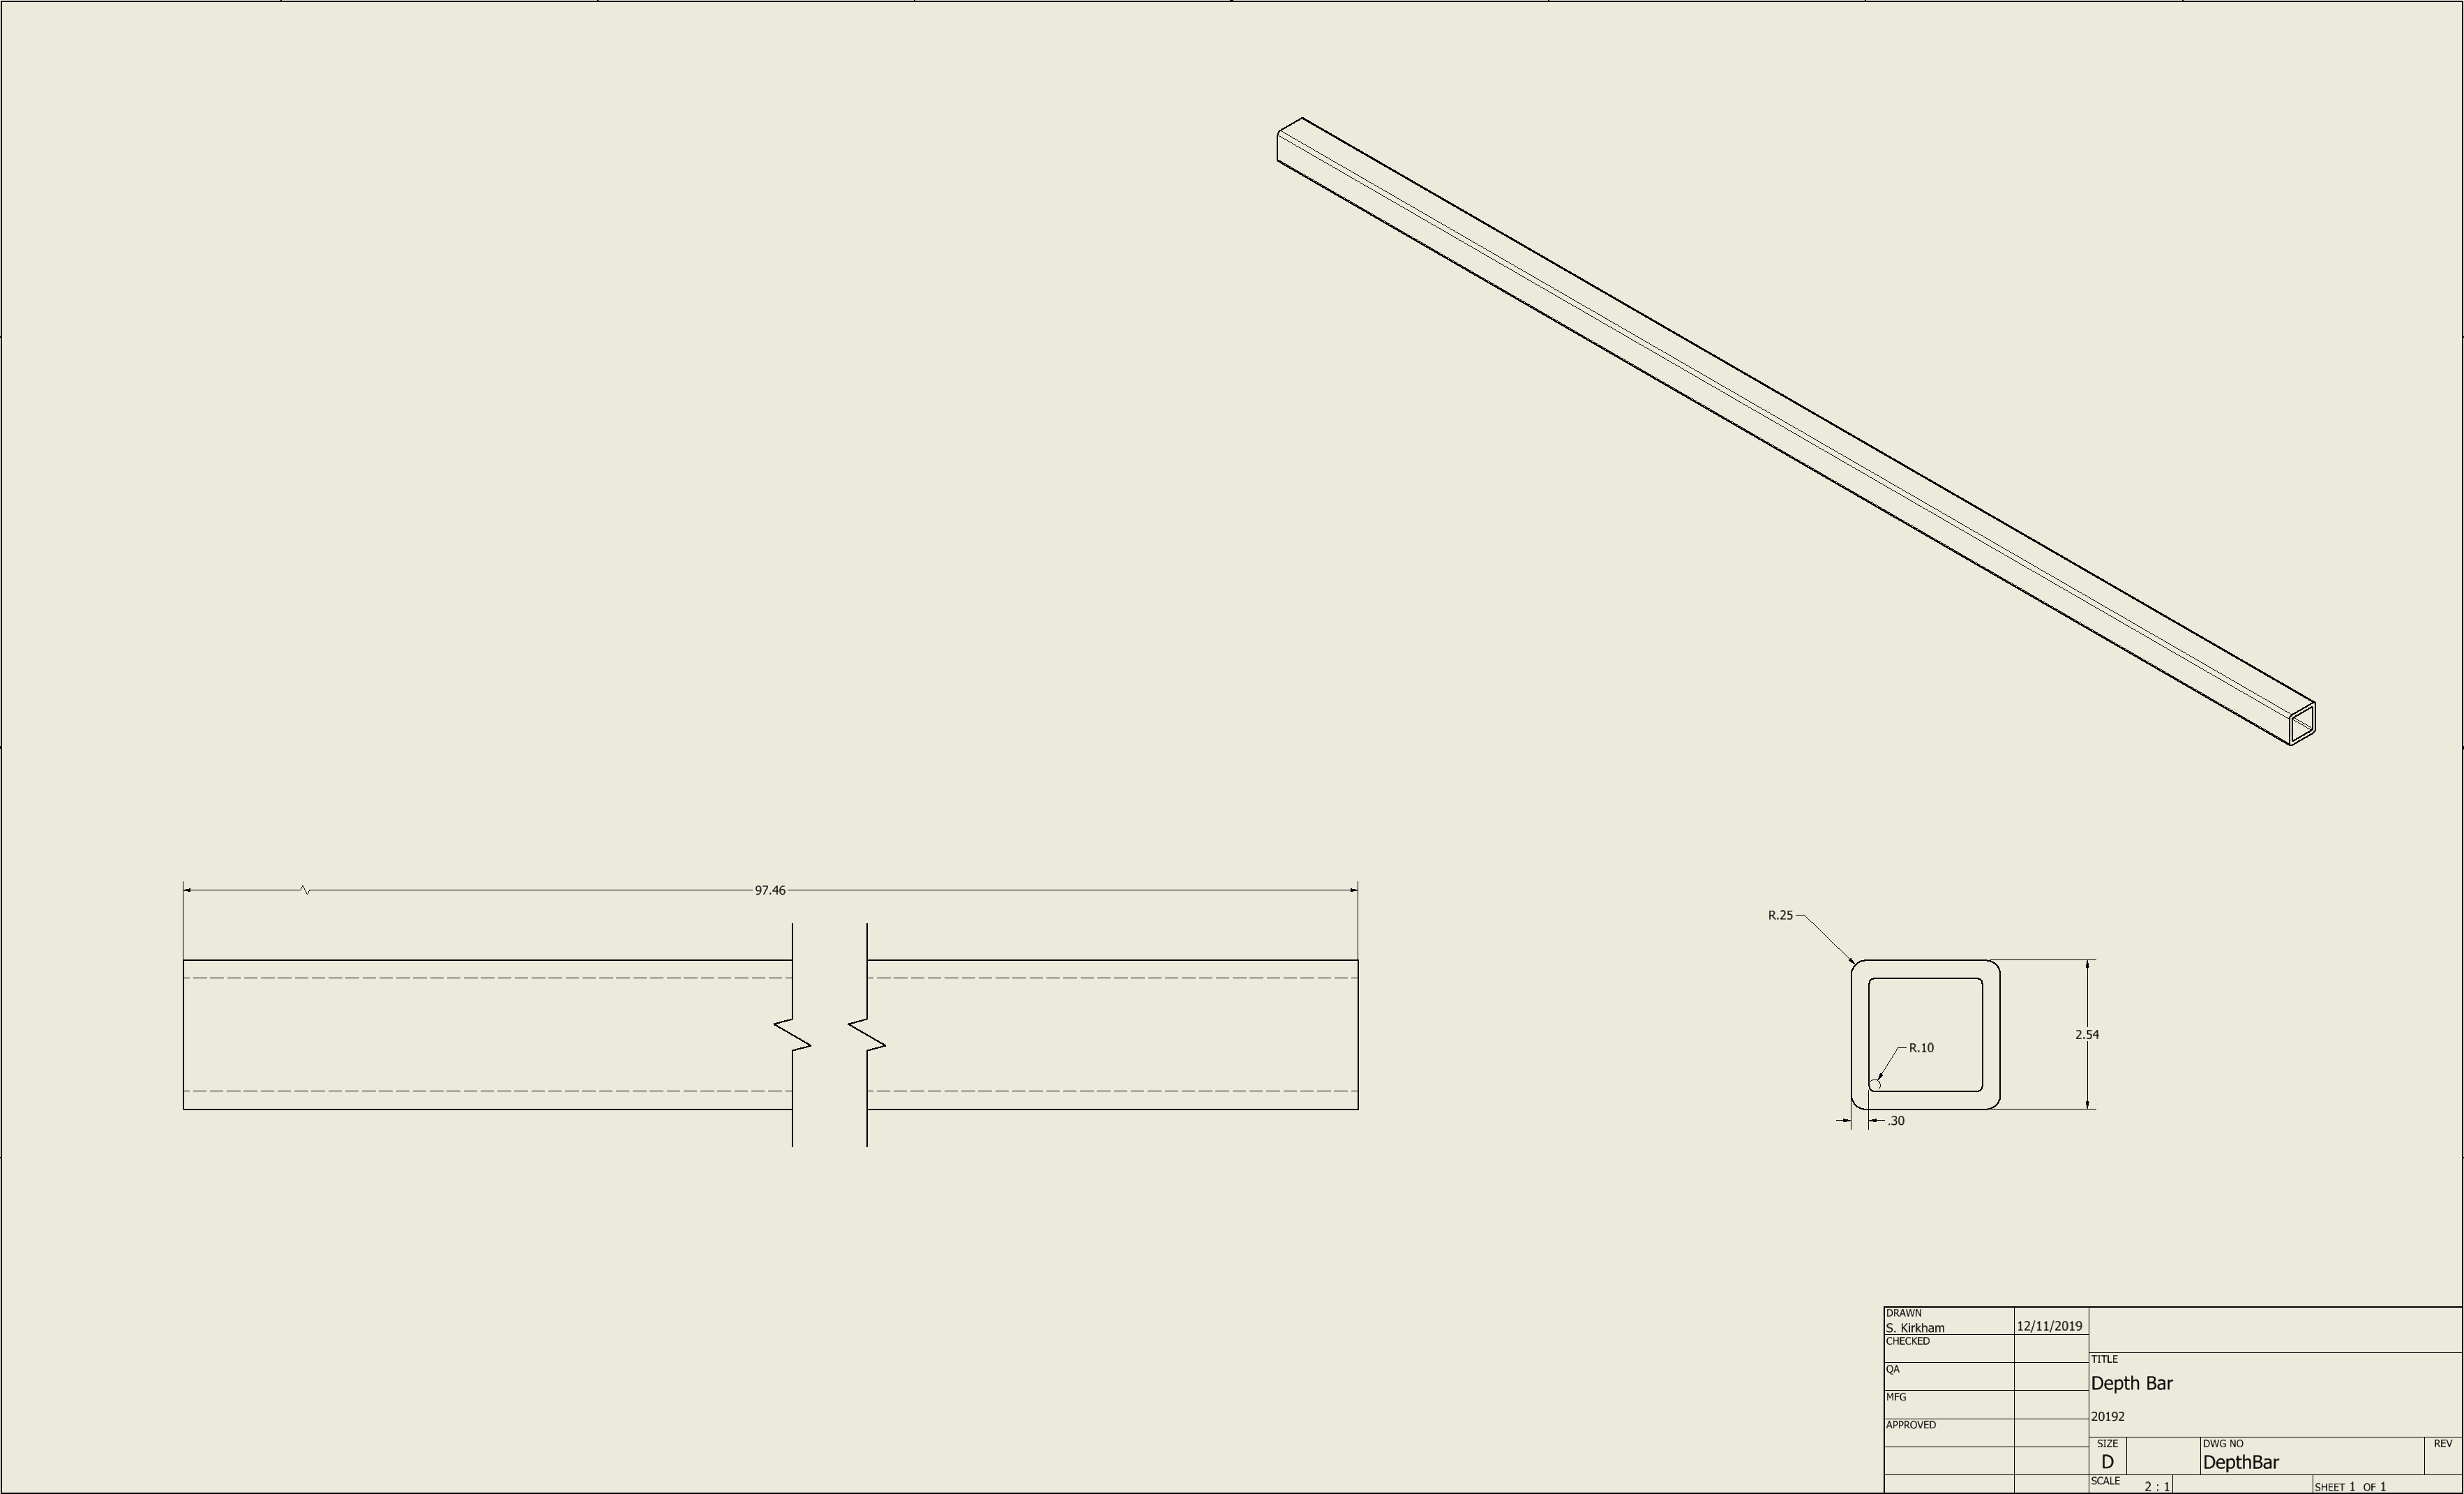 97.46
R.25
2.54
R.10
.30
DRAWN
S. Kirkham
12/11/2019
CHECKED
QA
MFG
APPROVED
TITLE
Depth Bar
20192
SIZE
D
DWG NO
DepthBar
REV
SCALE
2 : 1
SHEET 1 OF 1